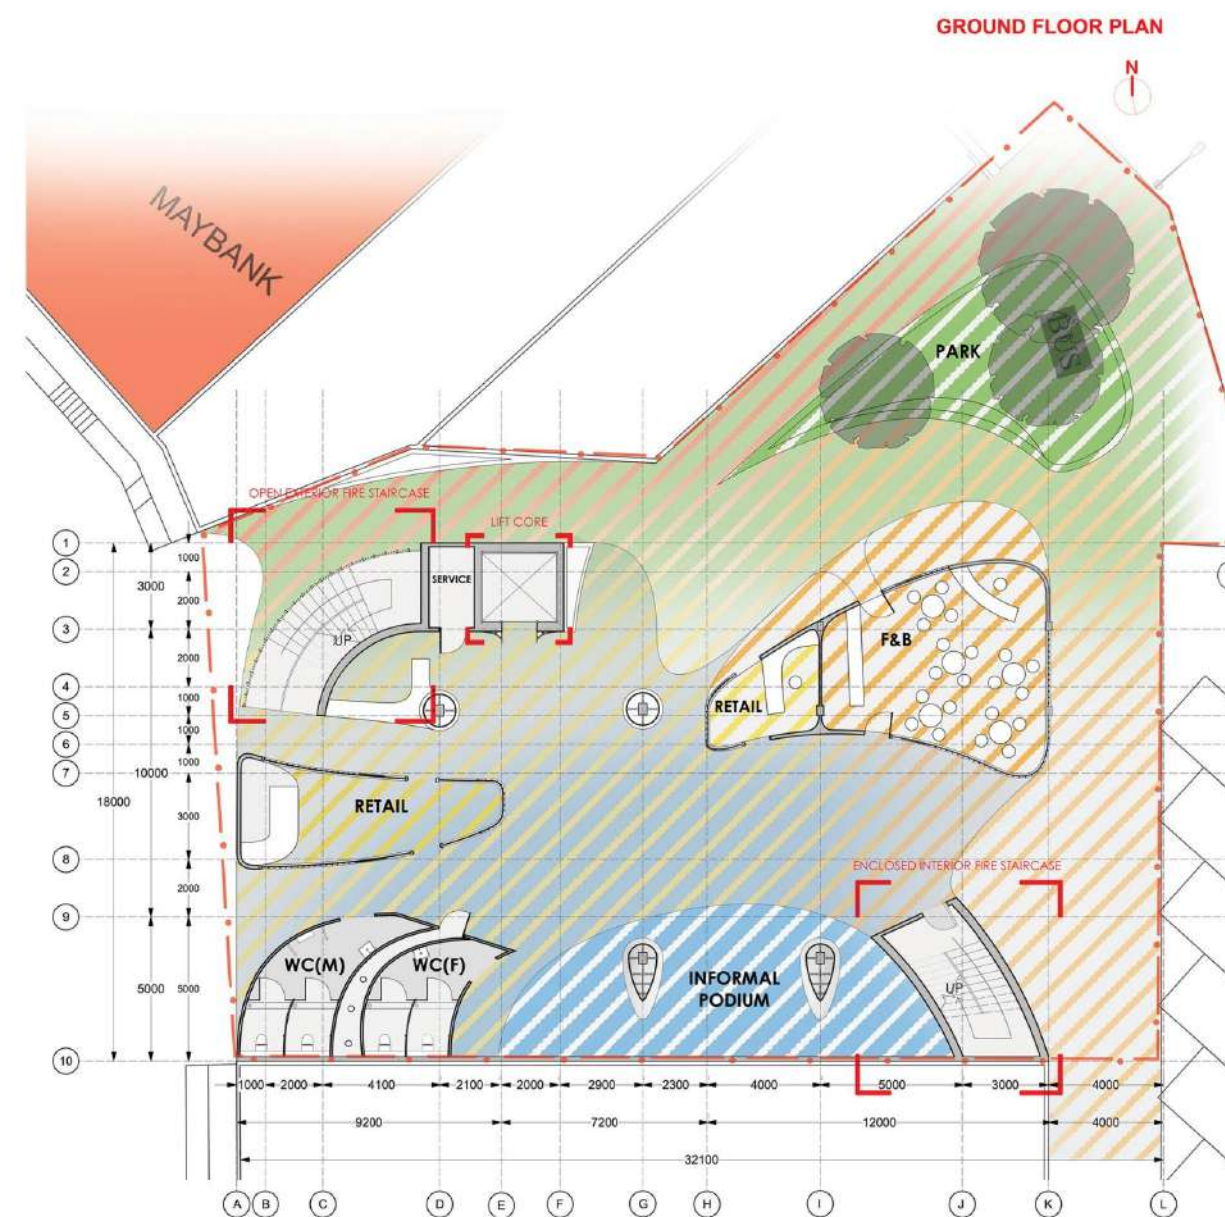 GROUND FLOOR PLAN
N
MAYBANK
BUS
PARK
OPEN EXTERIOR FIRE STAIRCASE
LIFT CORE
SERVICE
UP
F&B
RETAIL
RETAIL
ENCLOSED INTERIOR FIRE STAIRCASE
WC(M)
WC(F)
INFORMAL
PODIUM
UP
1
2
3
4
5
6
7
8
9
10
1000
2000
2000
1000
1000
1000
3000
2000
5000
3000
10000
5000
18000
1000 2000 4100 2100 2000 2900 2300 4000 5000 3000 4000
9200 7200 12000 4000
32100
A B C D E F G H I J K L